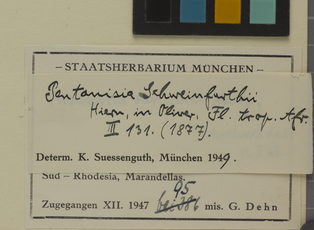 – STAATSHERBARIUM MÜNCHEN –
Pentanisia Schweinfurthii
Hiern, in Oliver, Fl. trop. Afr.
III 131. (1877).
Determ. K. Suessenguth, München 1949.
Süd – Rhodesia, Marandellas.
95
Zugegangen XII. 1947 mis. G. Dehn